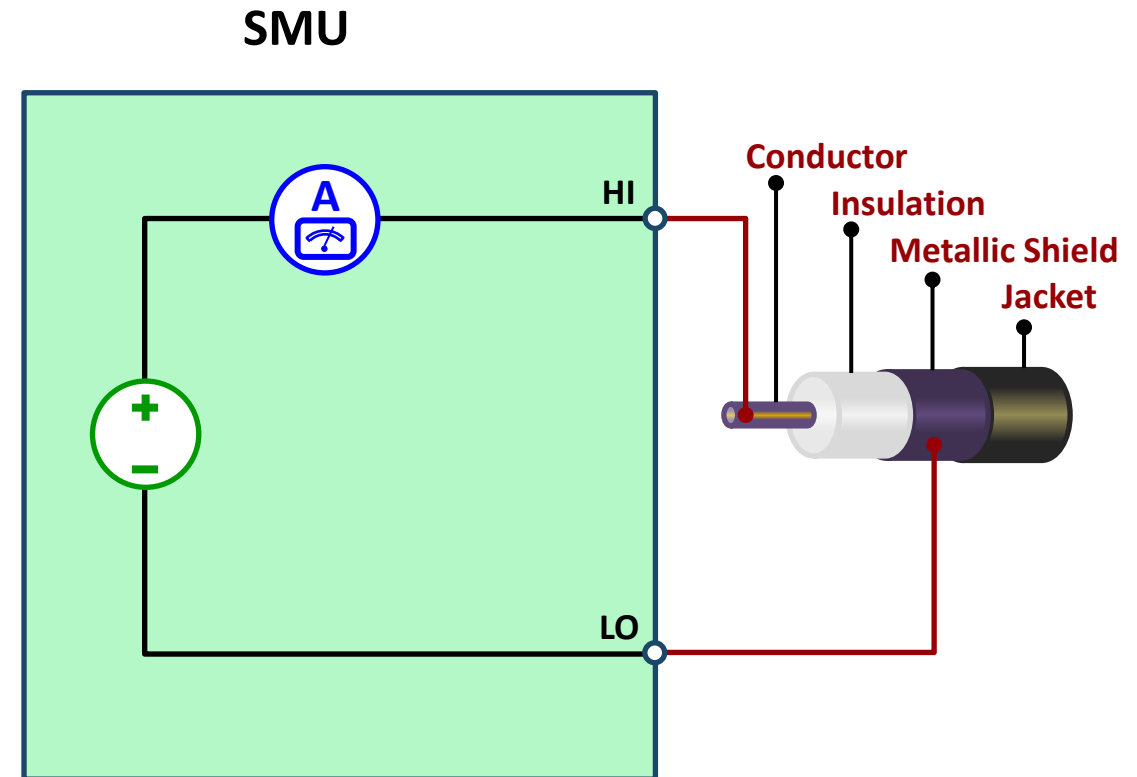 SMU
Conductor
HI
Insulation
A
Metallic Shield
Jacket
+
−
LO